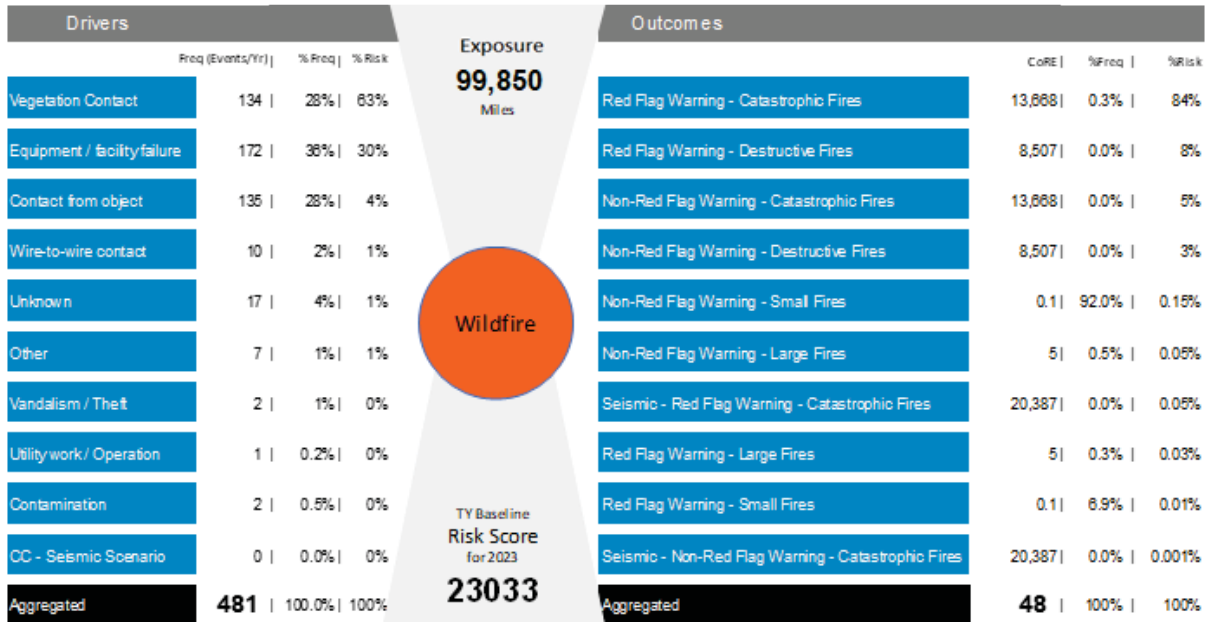 Drivers
Freq (Events/Yr) | % Freq | % Risk
Vegetation Contact 134 | 28% | 63%
Equipment / facility failure 172 | 36% | 30%
Contact from object 135 | 28% | 4%
Wire-to-wire contact 10 | 2% | 1%
Unknown 17 | 4% | 1%
Other 7 | 1% | 1%
Vandalism / Theft 2 | 1% | 0%
Utility work / Operation 1 | 0.2% | 0%
Contamination 2 | 0.5% | 0%
CC - Seismic Scenario 0 | 0.0% | 0%
Aggregated 481 | 100.0% | 100%
Exposure
99,850
Miles
Wildfire
TY Baseline
Risk Score
for 2023
23033
Outcomes
CoRE | %Freq | %Risk
Red Flag Warning - Catastrophic Fires 13,668 | 0.3% | 84%
Red Flag Warning - Destructive Fires 8,507 | 0.0% | 8%
Non-Red Flag Warning - Catastrophic Fires 13,668 | 0.0% | 5%
Non-Red Flag Warning - Destructive Fires 8,507 | 0.0% | 3%
Non-Red Flag Warning - Small Fires 0.1 | 92.0% | 0.15%
Non-Red Flag Warning - Large Fires 5 | 0.5% | 0.05%
Seismic - Red Flag Warning - Catastrophic Fires 20,387 | 0.0% | 0.05%
Red Flag Warning - Large Fires 5 | 0.3% | 0.03%
Red Flag Warning - Small Fires 0.1 | 6.9% | 0.01%
Seismic - Non-Red Flag Warning - Catastrophic Fires 20,387 | 0.0% | 0.001%
Aggregated 48 | 100% | 100%